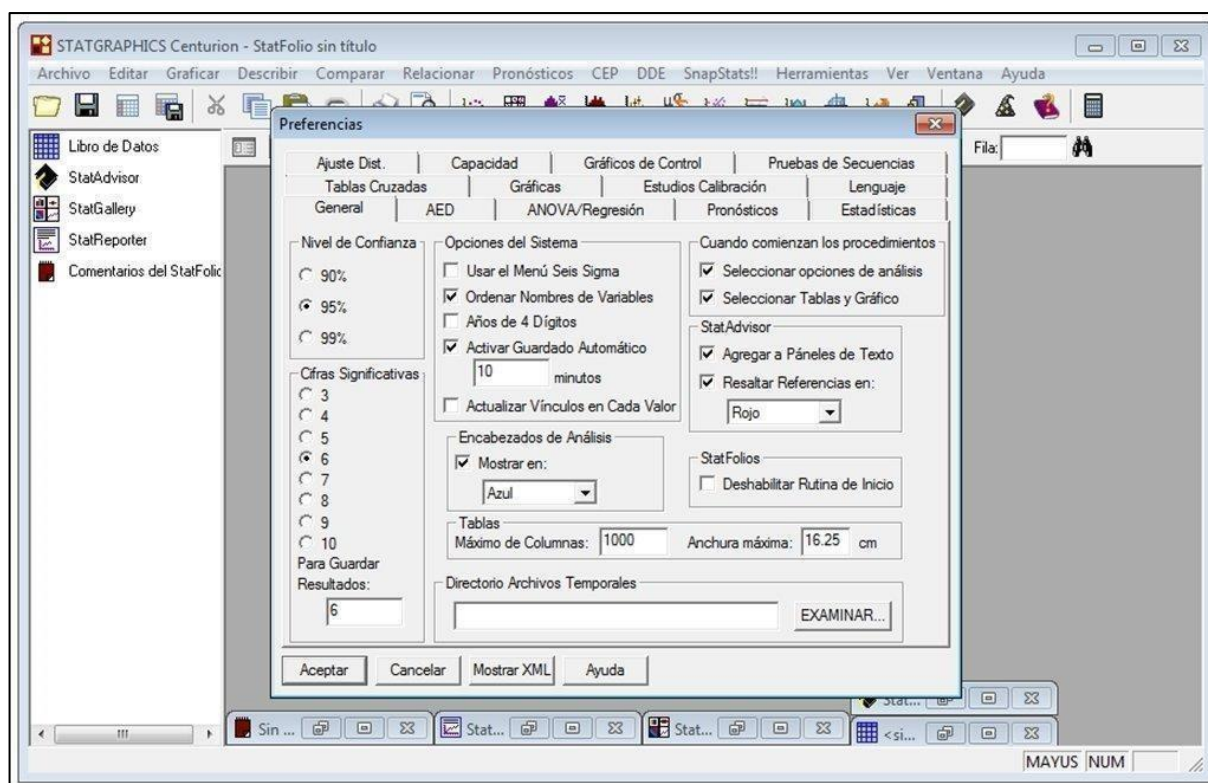 STATGRAPHICS Centurion - StatFolio sin título
Archivo Editar Graficar Describir Comparar Relacionar Pronósticos CEP DDE SnapStats!! Herramientas Ver Ventana Ayuda
Libro de Datos
StatAdvisor
StatGallery
StatReporter
Comentarios del StatFolio
Fila:
Preferencias
Ajuste Dist. Capacidad Gráficos de Control Pruebas de Secuencias
Tablas Cruzadas Gráficas Estudios Calibración Lenguaje
General AED ANOVA/Regresión Pronósticos Estadísticas
Nivel de Confianza
90%
95%
99%
Cifras Significativas
3
4
5
6
7
8
9
10
Para Guardar
Resultados:
6
Opciones del Sistema
Usar el Menú Seis Sigma
Ordenar Nombres de Variables
Años de 4 Dígitos
Activar Guardado Automático
10 minutos
Actualizar Vínculos en Cada Valor
Encabezados de Análisis
Mostrar en:
Azul
Cuando comienzan los procedimientos
Seleccionar opciones de análisis
Seleccionar Tablas y Gráfico
StatAdvisor
Agregar a Páneles de Texto
Resaltar Referencias en:
Rojo
StatFolios
Deshabilitar Rutina de Inicio
Tablas
Máximo de Columnas: 1000 Anchura máxima: 16.25 cm
Directorio Archivos Temporales
EXAMINAR...
Aceptar Cancelar Mostrar XML Ayuda
Stat...
Sin ... Stat... Stat... <si...
MAYUS NUM